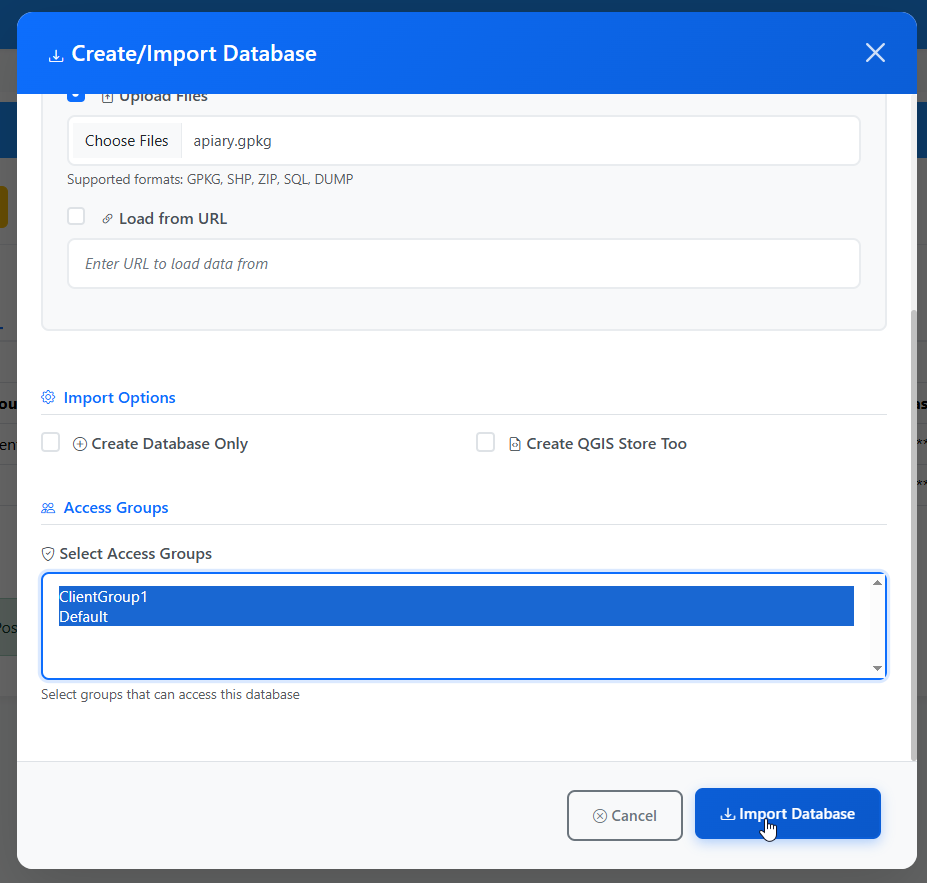 Create/Import Database
Upload Files
Choose Files apiary.gpkg
Supported formats: GPKG, SHP, ZIP, SQL, DUMP
Load from URL
Enter URL to load data from
Import Options
Create Database Only Create QGIS Store Too
Access Groups
Select Access Groups
ClientGroup1
Default
Select groups that can access this database
Cancel Import Database